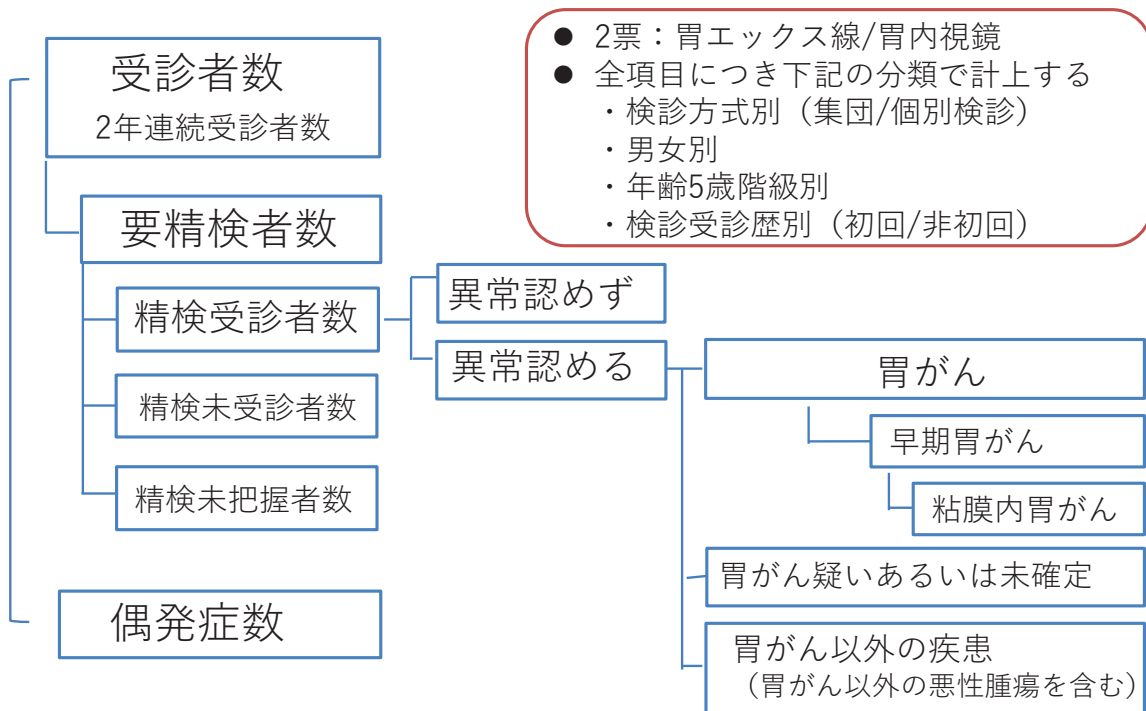 受診者数
2年連続受診者数
● 2票：胃エックス線/胃内視鏡
● 全項目につき下記の分類で計上する
・検診方式別（集団/個別検診）
・男女別
・年齢5歳階級別
・検診受診歴別（初回/非初回）
要精検者数
精検受診者数
異常認めず
異常認める
胃がん
精検未受診者数
早期胃がん
精検未把握者数
粘膜内胃がん
胃がん疑いあるいは未確定
偶発症数
胃がん以外の疾患
（胃がん以外の悪性腫瘍を含む）